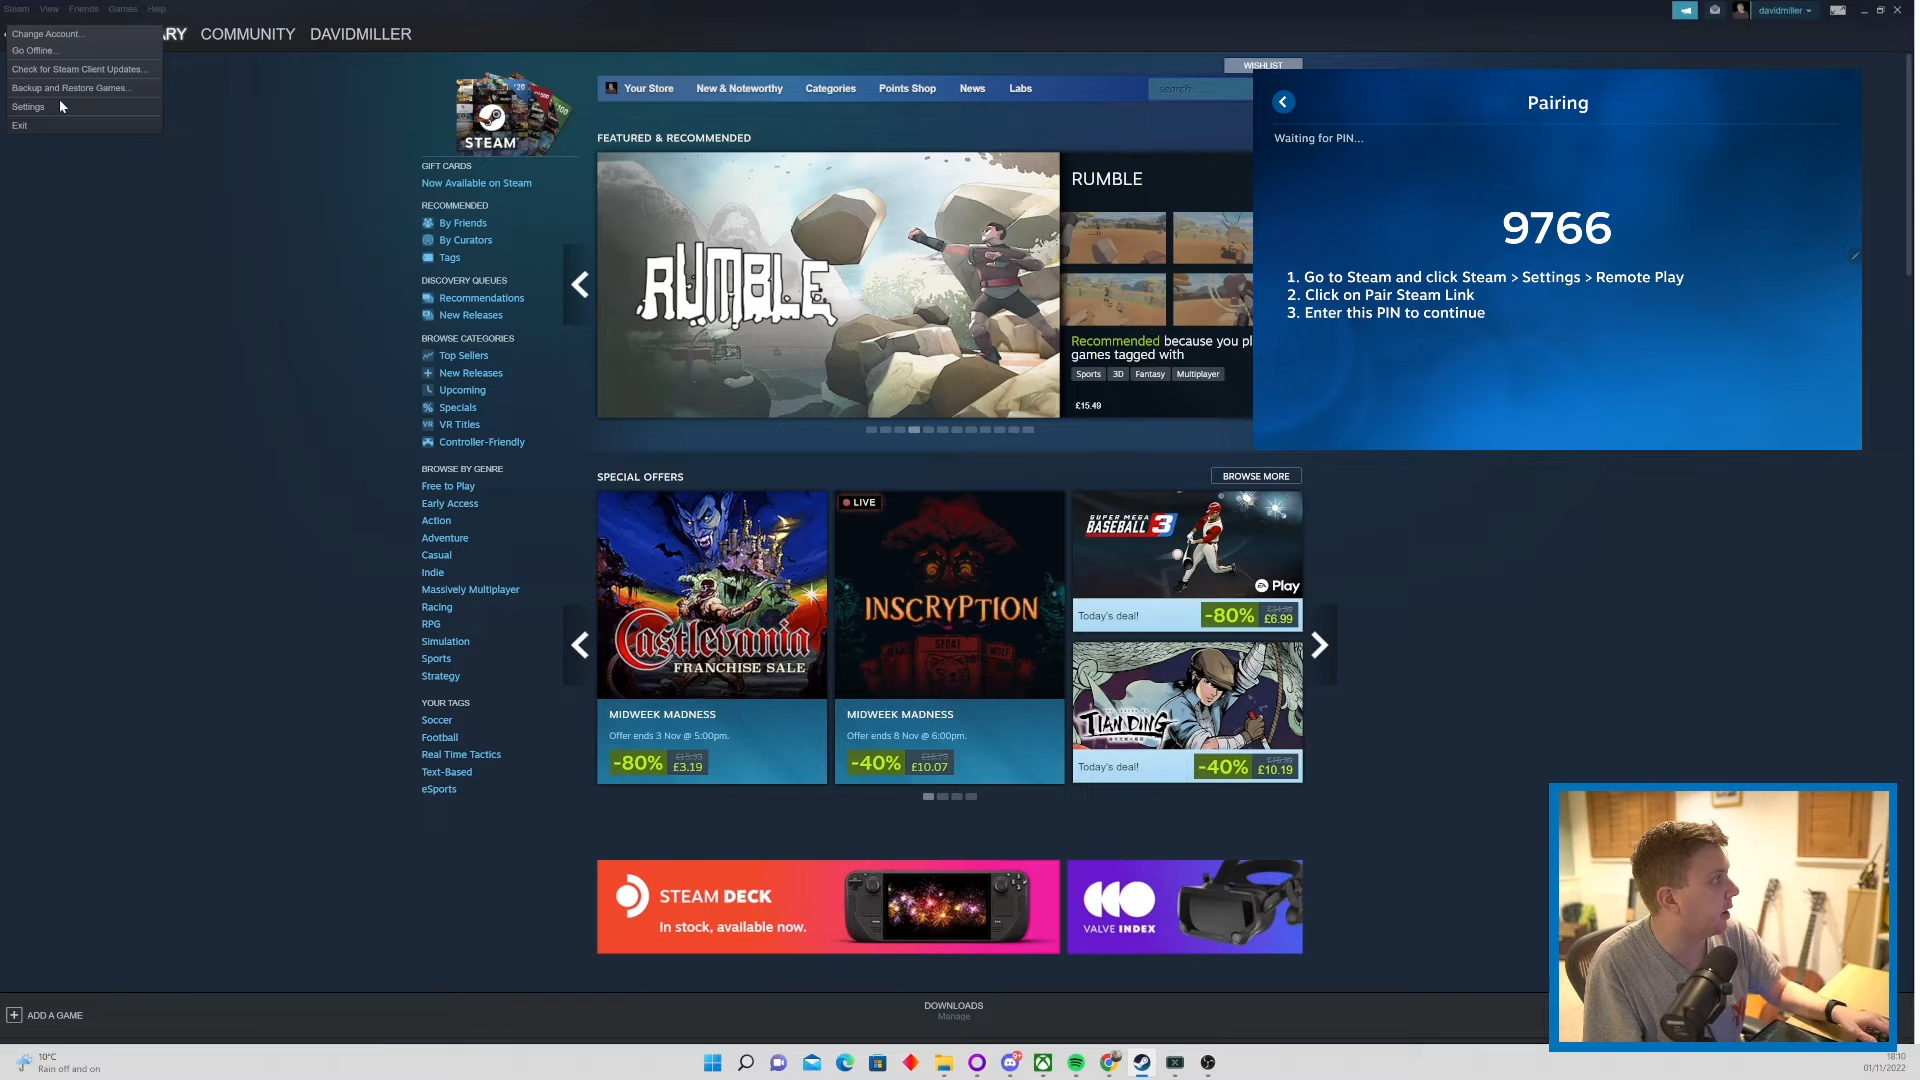 Steam View Friends Games Help
davidmiller
ARY COMMUNITY DAVIDMILLER
Change Account...
Go Offline...
Check for Steam Client Updates...
Backup and Restore Games...
Settings
Exit
WISHLIST
Your Store New & Noteworthy Categories Points Shop News Labs search
STEAM
GIFT CARDS
Now Available on Steam
RECOMMENDED
By Friends
By Curators
Tags
DISCOVERY QUEUES
Recommendations
New Releases
BROWSE CATEGORIES
Top Sellers
New Releases
Upcoming
Specials
VR Titles
Controller-Friendly
BROWSE BY GENRE
Free to Play
Early Access
Action
Adventure
Casual
Indie
Massively Multiplayer
Racing
RPG
Simulation
Sports
Strategy
YOUR TAGS
Soccer
Football
Real Time Tactics
Text-Based
eSports
FEATURED & RECOMMENDED
RUMBLE
RUMBLE
Recommended because you pl
games tagged with
Sports 3D Fantasy Multiplayer
£15.49
Pairing
Waiting for PIN...
9766
1. Go to Steam and click Steam > Settings > Remote Play
2. Click on Pair Steam Link
3. Enter this PIN to continue
SPECIAL OFFERS
BROWSE MORE
Castlevania
FRANCHISE SALE
MIDWEEK MADNESS
Offer ends 3 Nov @ 5:00pm.
-80% £3.19
LIVE
INSCRYPTION
MIDWEEK MADNESS
Offer ends 8 Nov @ 6:00pm.
-40% £10.07
SUPER MEGA
BASEBALL 3
EA Play
Today's deal! -80% £6.99
TIAN DING
Today's deal! -40% £10.19
STEAM DECK
In stock, available now.
VALVE INDEX
ADD A GAME
DOWNLOADS
Manage
10°C
Rain off and on
18:10
01/11/2022